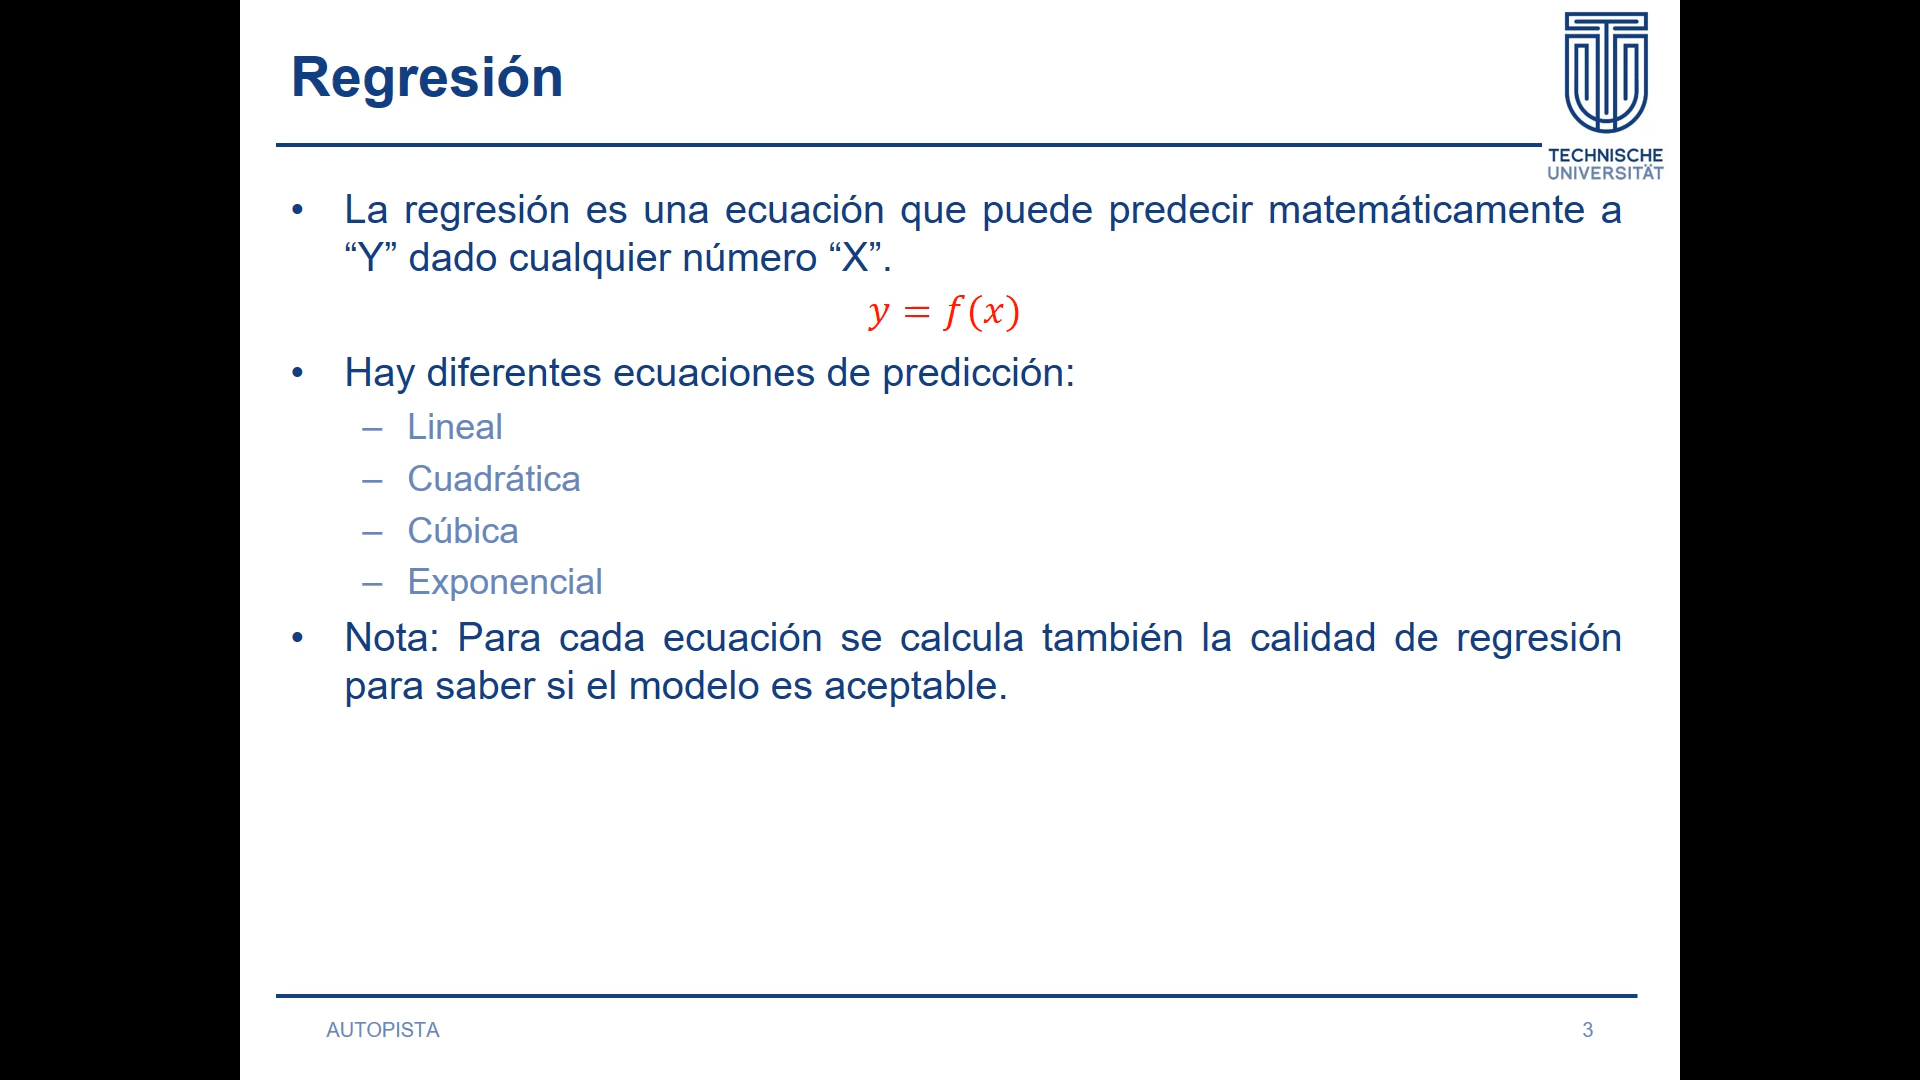 Regresión
TECHNISCHE
UNIVERSITÄT
• La regresión es una ecuación que puede predecir matemáticamente a
“Y” dado cualquier número “X”.
y = f(x)
• Hay diferentes ecuaciones de predicción:
– Lineal
– Cuadrática
– Cúbica
– Exponencial
• Nota: Para cada ecuación se calcula también la calidad de regresión
para saber si el modelo es aceptable.
AUTOPISTA
3